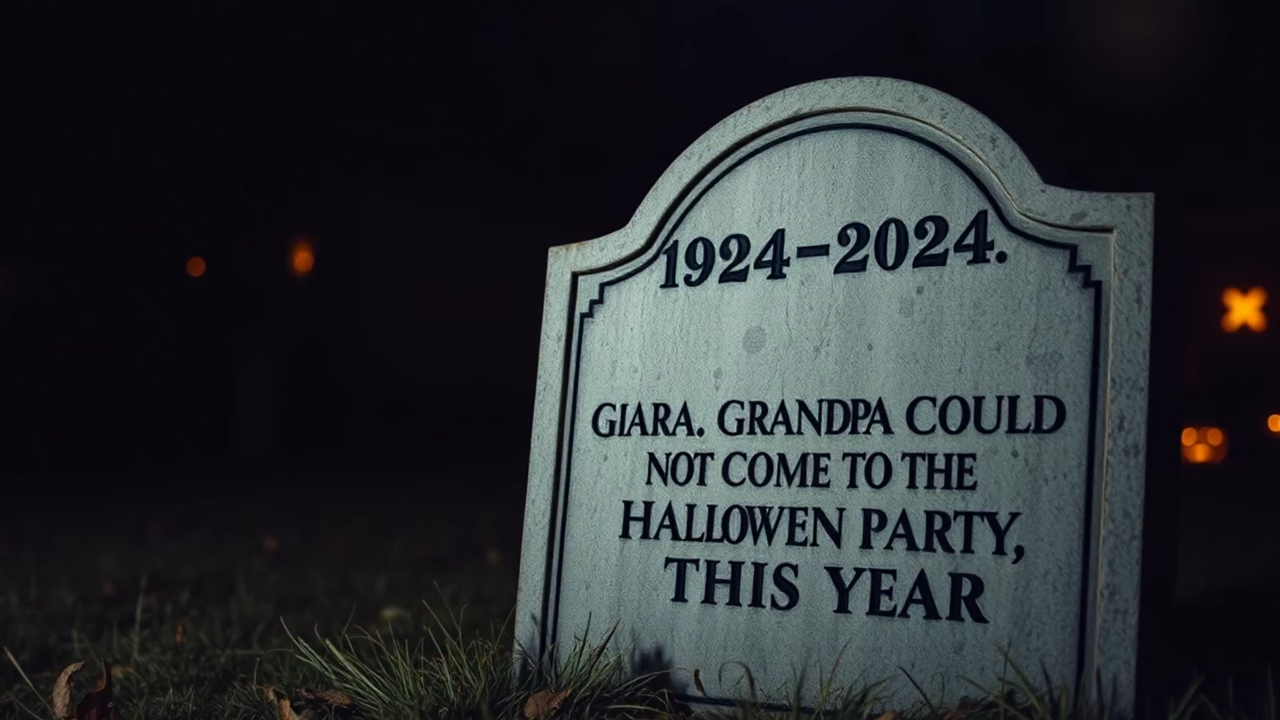 1924–2024.
GIARA. GRANDPA COULD
NOT COME TO THE
HALLOWEN PARTY,
THIS YEAR